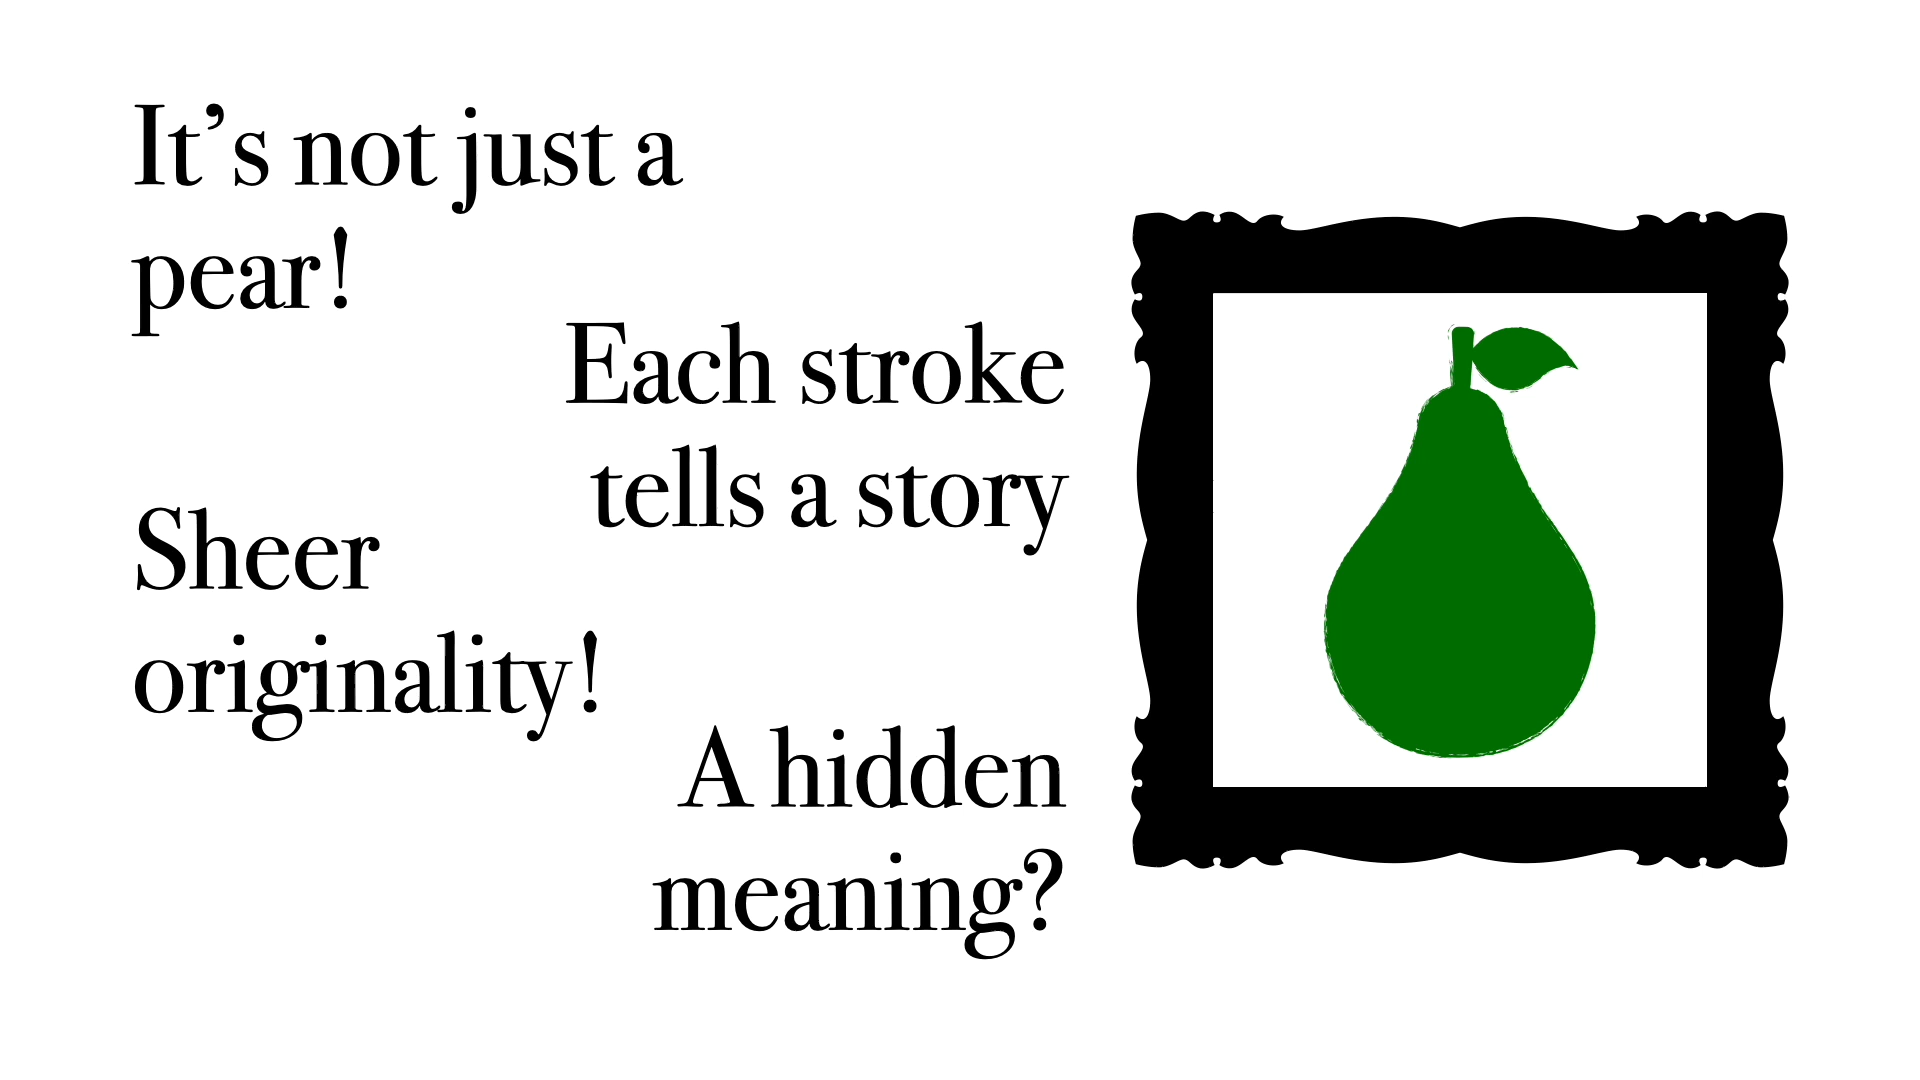 It’s not just a
pear!
Each stroke
tells a story
Sheer
originality!
A hidden
meaning?